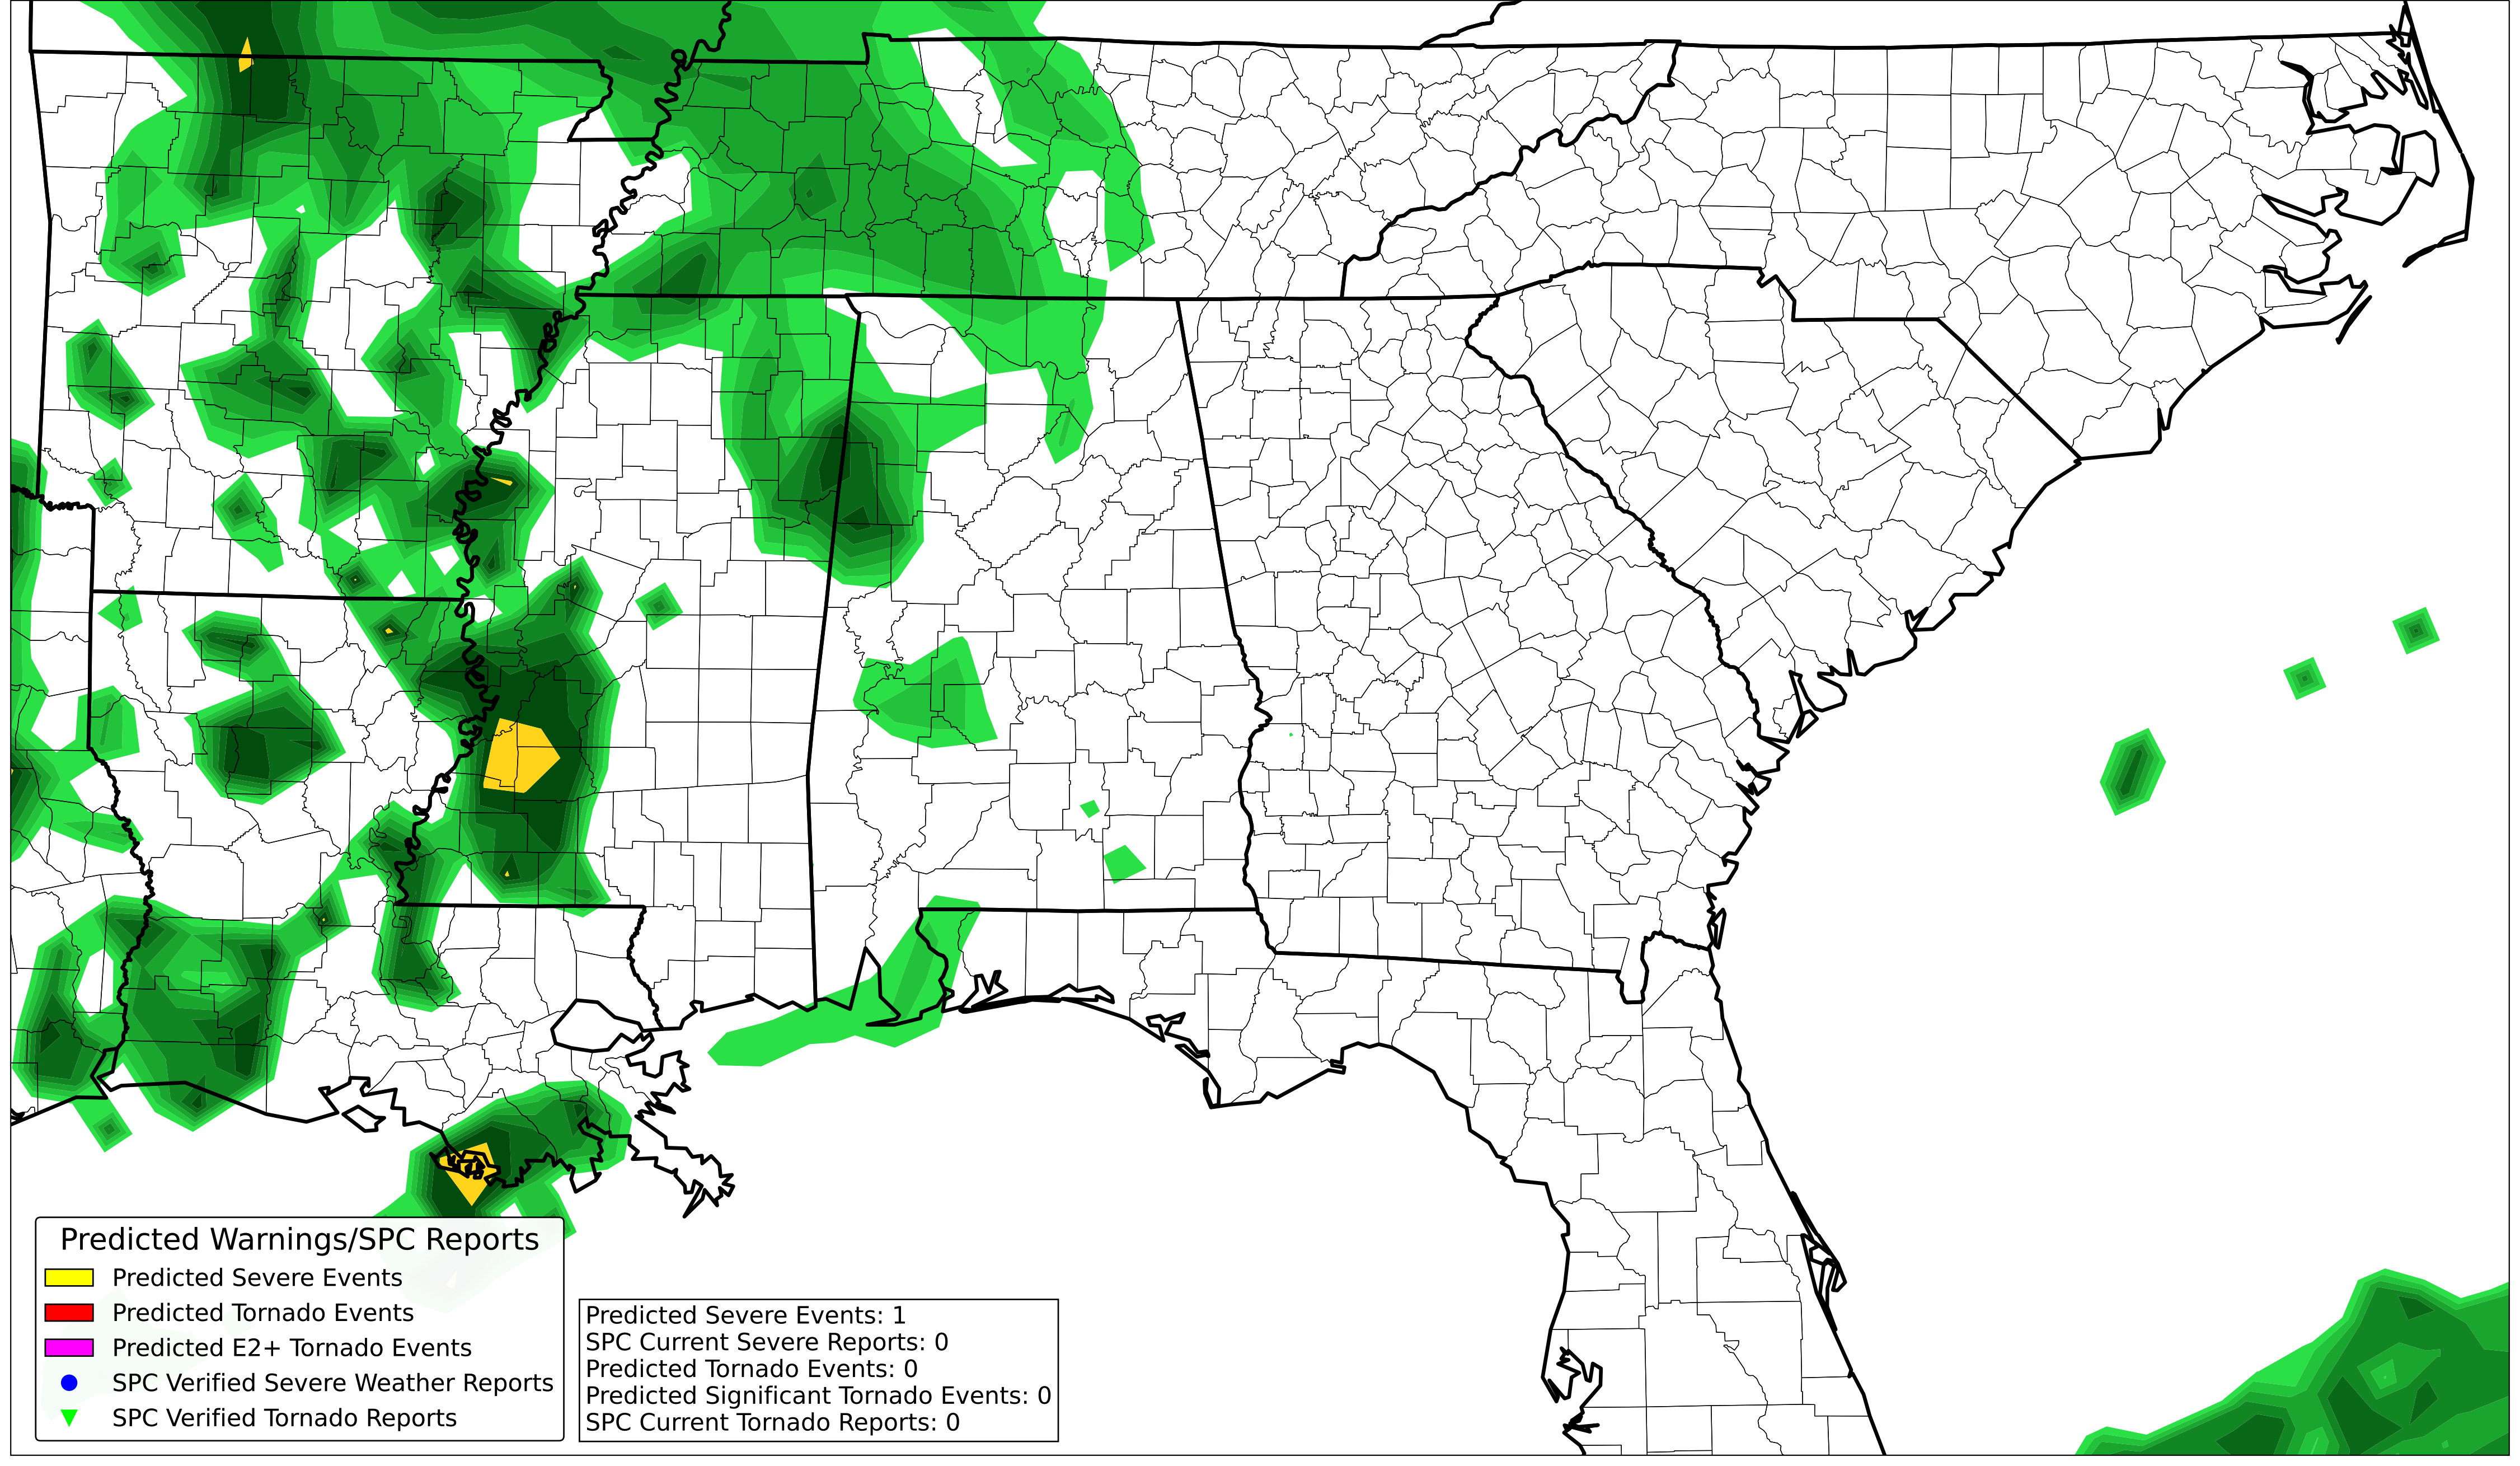 Predicted Warnings/SPC Reports
Predicted Severe Events
Predicted Tornado Events
Predicted E2+ Tornado Events
SPC Verified Severe Weather Reports
SPC Verified Tornado Reports
Predicted Severe Events: 1
SPC Current Severe Reports: 0
Predicted Tornado Events: 0
Predicted Significant Tornado Events: 0
SPC Current Tornado Reports: 0